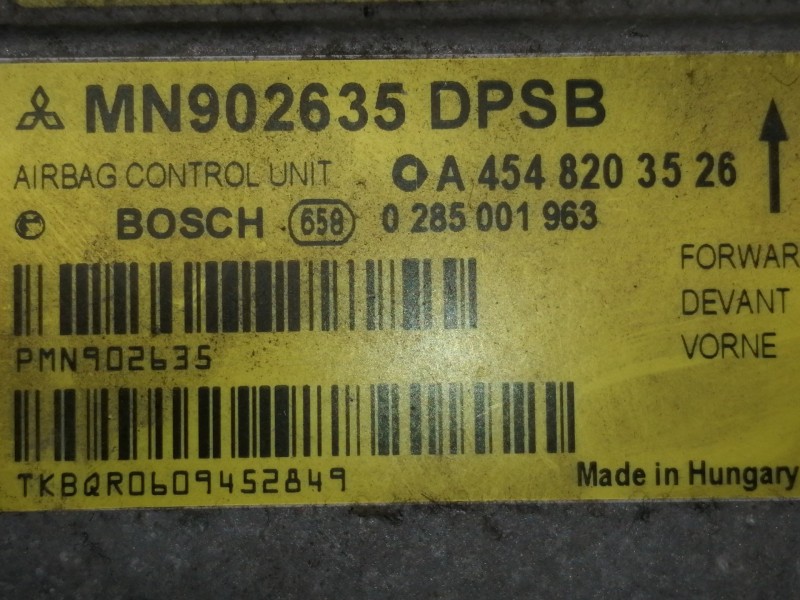 MN902635 DPSB
AIRBAG CONTROL UNIT A 454 820 35 26
BOSCH 658 0 285 001 963
FORWAR
DEVANT
VORNE
PMN902635
TKBQR0609452849
Made in Hungary